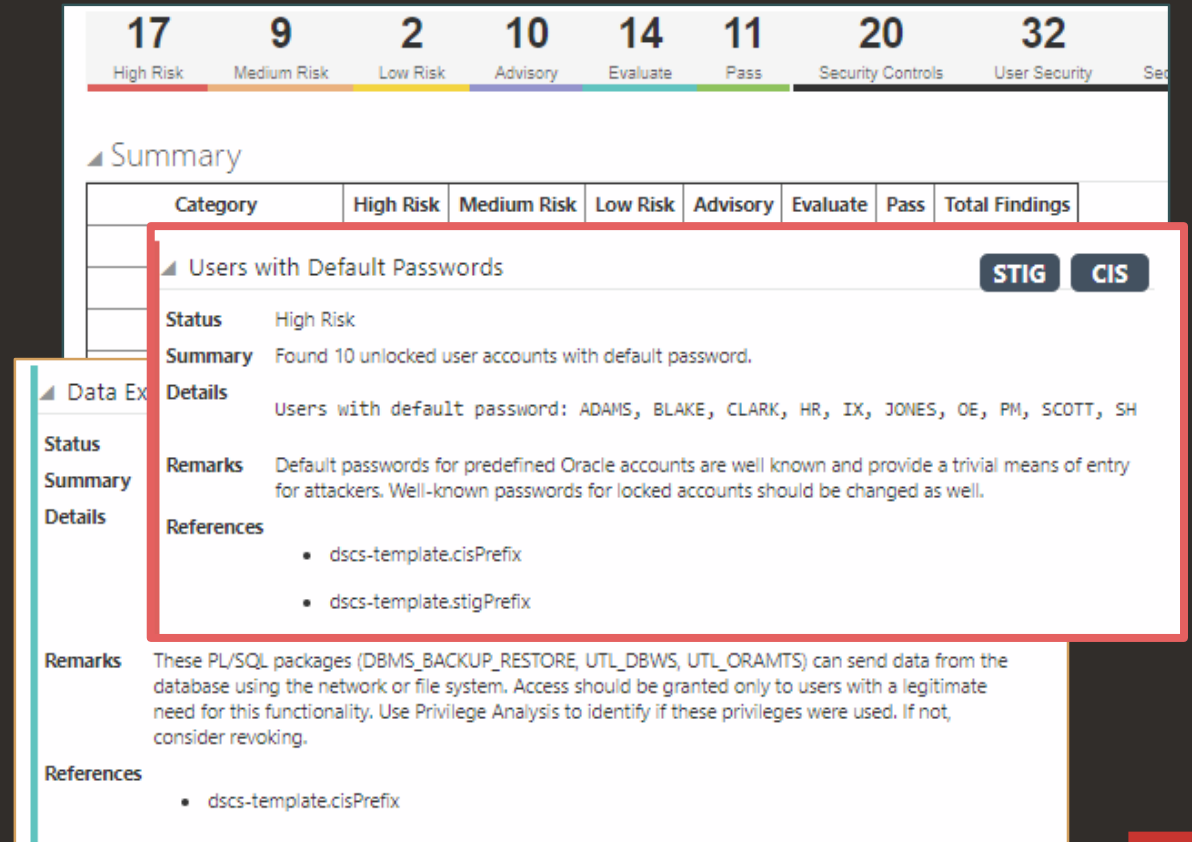 17 9 2 10 14 11 20 32
High Risk Medium Risk Low Risk Advisory Evaluate Pass Security Controls User Security
Summary
Category High Risk Medium Risk Low Risk Advisory Evaluate Pass Total Findings
Users with Default Passwords STIG CIS
Status High Risk
Summary Found 10 unlocked user accounts with default password.
Details
Users with default password: ADAMS, BLAKE, CLARK, HR, IX, JONES, OE, PM, SCOTT, SH
Remarks Default passwords for predefined Oracle accounts are well known and provide a trivial means of entry
for attackers. Well-known passwords for locked accounts should be changed as well.
References
• dscs-template.cisPrefix
• dscs-template.stigPrefix
Data Ex
Status
Summary
Details
Remarks These PL/SQL packages (DBMS_BACKUP_RESTORE, UTL_DBWS, UTL_ORAMTS) can send data from the
database using the network or file system. Access should be granted only to users with a legitimate
need for this functionality. Use Privilege Analysis to identify if these privileges were used. If not,
consider revoking.
References
• dscs-template.cisPrefix